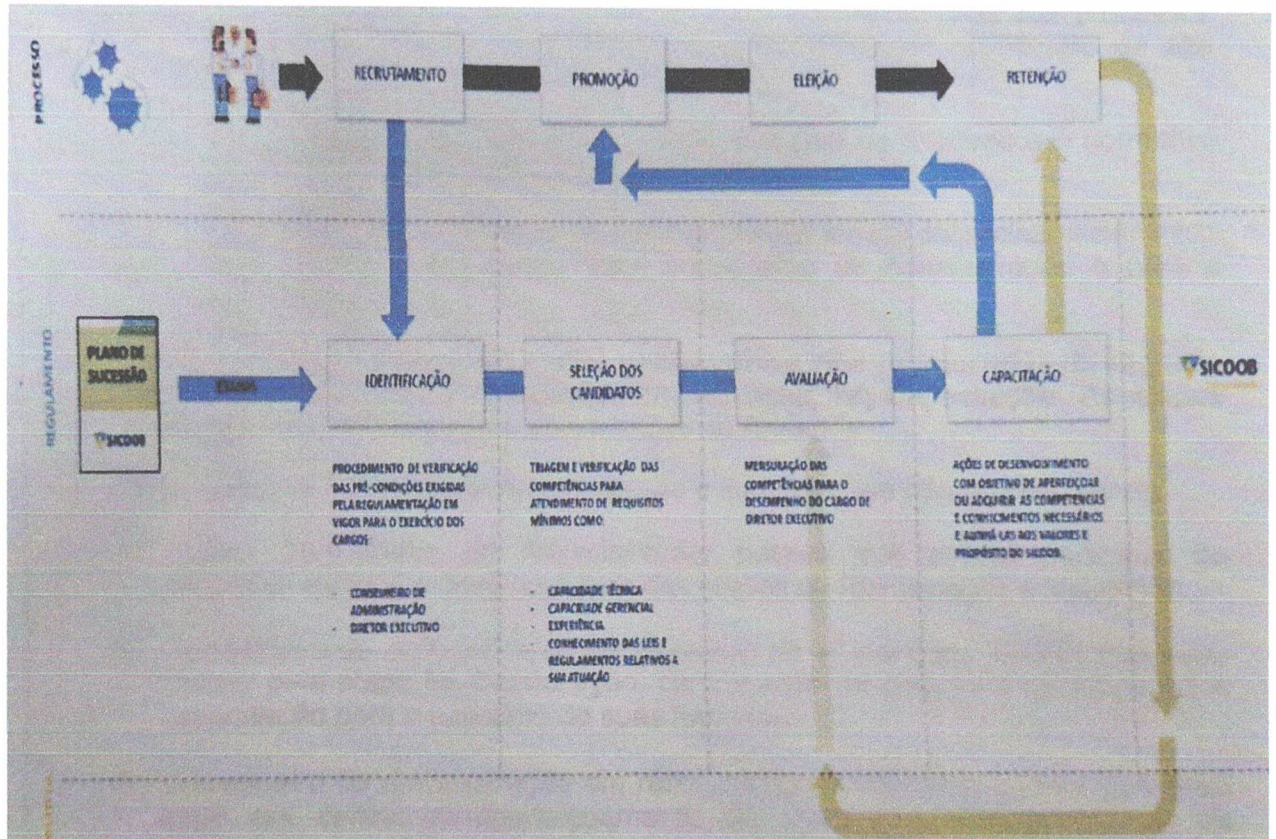 PROCESSO
RECRUTAMENTO
PROMOÇÃO
ELEIÇÃO
RETENÇÃO
REGULAMENTO
PLANO DE
SUCESSÃO
SICOOB
ETAPAS
IDENTIFICAÇÃO
SELEÇÃO DOS
CANDIDATOS
AVALIAÇÃO
CAPACITAÇÃO
SICOOB
PROCEDIMENTO DE VERIFICAÇÃO
DAS PRÉ-CONDIÇÕES EXIGIDAS
PELA REGULAMENTAÇÃO EM
VIGOR PARA O EXERCÍCIO DOS
CARGOS:
CONSELHEIRO DE
ADMINISTRAÇÃO
- DIRETOR EXECUTIVO
TRIAGEM E VERIFICAÇÃO DAS
COMPETÊNCIAS PARA
ATENDIMENTO DE REQUISITOS
MÍNIMOS COMO:
- CAPACIDADE TÉCNICA
- CAPACIDADE GERENCIAL
- EXPERIÊNCIA
- CONHECIMENTO DAS LEIS E
REGULAMENTOS RELATIVOS A
SUA ATUAÇÃO
MENSURAÇÃO DAS
COMPETÊNCIAS PARA O
DESEMPENHO DO CARGO DE
DIRETOR EXECUTIVO
AÇÕES DE DESENVOLVIMENTO
COM OBJETIVO DE APERFEIÇOAR
OU ADQUIRIR AS COMPETENCIAS
E CONHECIMENTOS NECESSÁRIOS
E ALINHÁ-LAS AOS VALORES E
PROPÓSITO DO SICOOB.